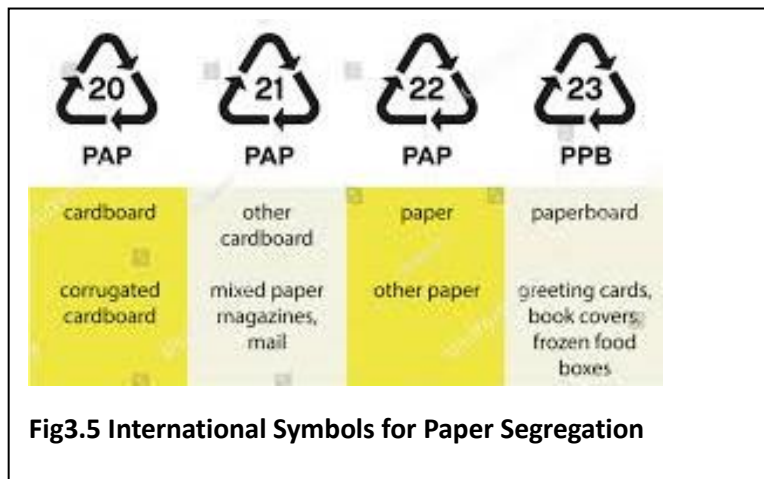 20 21 22 23
PAP PAP PAP PPB
cardboard other cardboard paper paperboard
corrugated cardboard mixed paper magazines, mail other paper greeting cards, book covers, frozen food boxes
Fig3.5 International Symbols for Paper Segregation